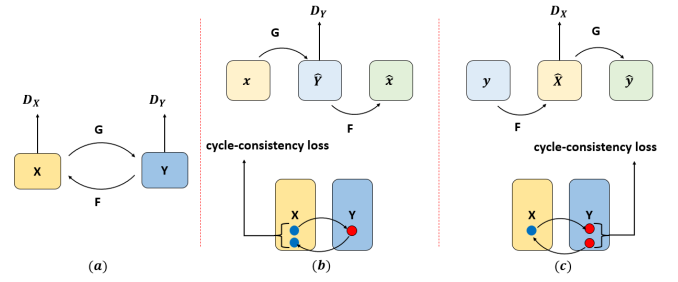 D_X
D_Y
G
X
Y
F
(a)
D_Y
G
x
Ŷ
x̂
F
cycle-consistency loss
X
Y
(b)
D_X
G
y
X̂
ŷ
F
cycle-consistency loss
X
Y
(c)